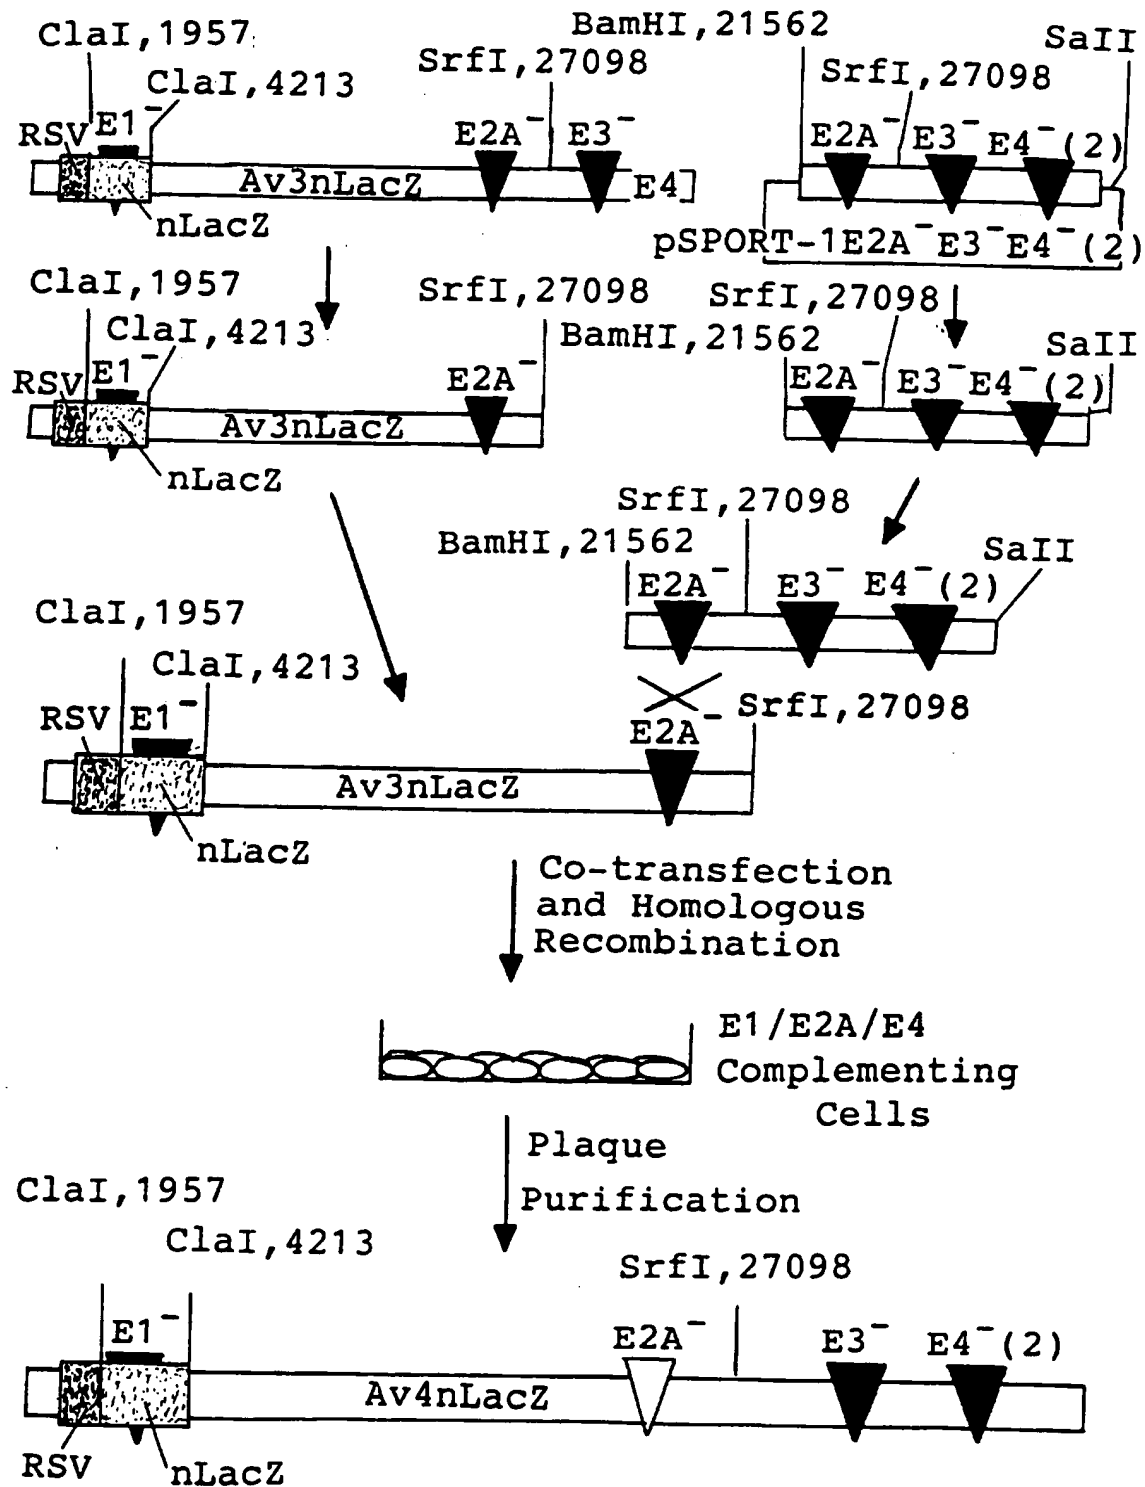 ClaI,1957
ClaI,4213
RSV
E1⁻
SrfI,27098
E2A⁻
E3⁻
Av3nLacZ
E4
nLacZ
BamHI,21562
SalI
SrfI,27098
E2A⁻
E3⁻
E4⁻(2)
pSPORT-1E2A⁻E3⁻E4⁻(2)
ClaI,1957
ClaI,4213
RSV
E1⁻
SrfI,27098
E2A⁻
Av3nLacZ
nLacZ
SrfI,27098
BamHI,21562
SalI
E2A⁻
E3⁻
E4⁻(2)
SrfI,27098
BamHI,21562
SalI
E2A⁻
E3⁻
E4⁻(2)
ClaI,1957
ClaI,4213
RSV
E1⁻
SrfI,27098
E2A⁻
Av3nLacZ
nLacZ
Co-transfection
and Homologous
Recombination
E1/E2A/E4
Complementing
Cells
Plaque
Purification
ClaI,1957
ClaI,4213
SrfI,27098
E1⁻
E2A⁻
E3⁻
E4⁻(2)
Av4nLacZ
RSV
nLacZ